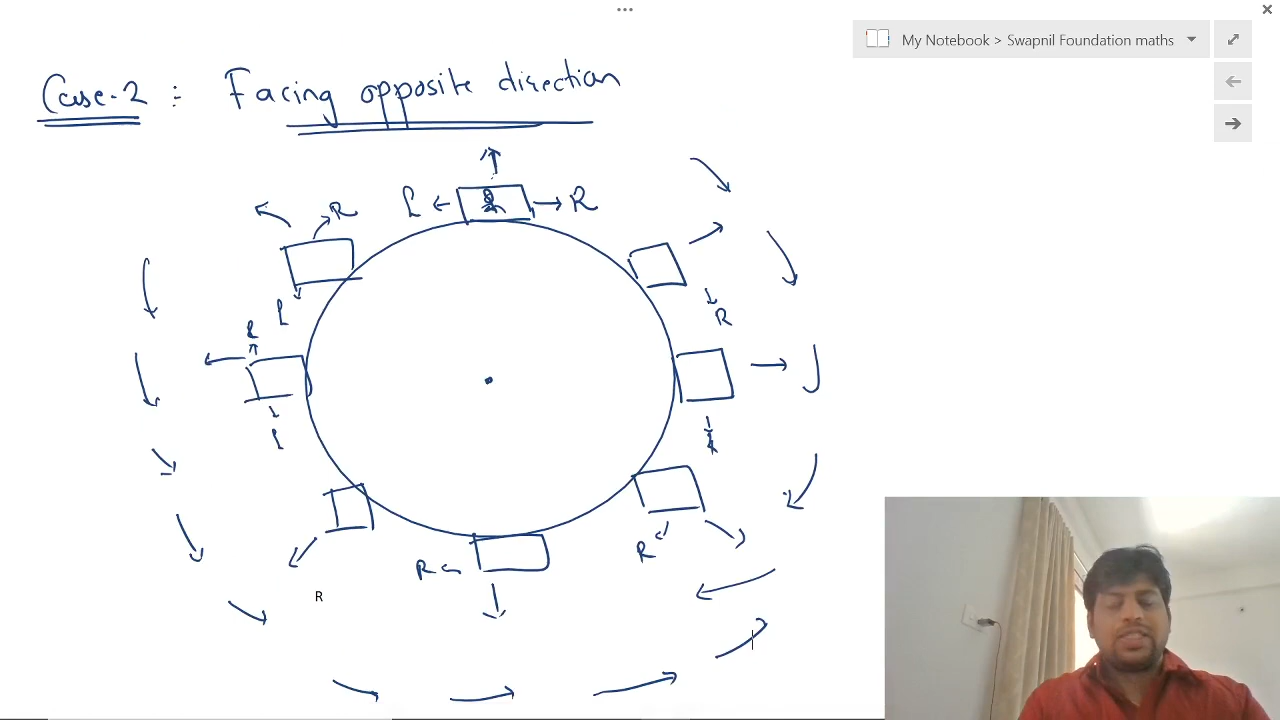 My Notebook > Swapnil Foundation maths
Case-2 : Facing opposite direction
L R
R
L
R
L
R
R
R